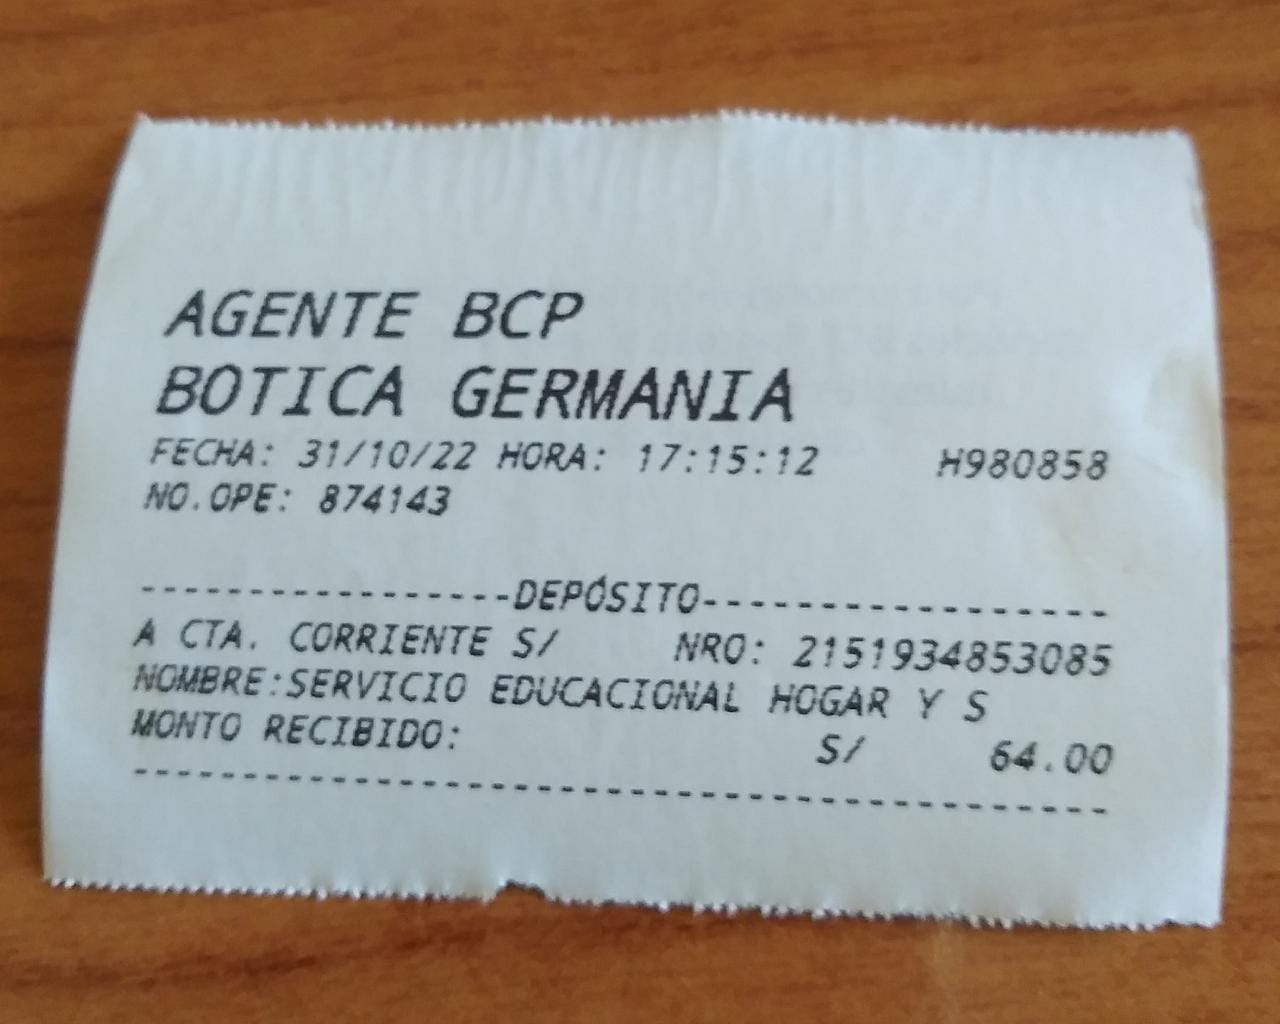 AGENTE BCP
BOTICA GERMANIA
FECHA: 31/10/22 HORA: 17:15:12 H980858
NO.OPE: 874143
-----------------DEPÓSITO------------------
A CTA. CORRIENTE S/ NRO: 2151934853085
NOMBRE:SERVICIO EDUCACIONAL HOGAR Y S
MONTO RECIBIDO: S/ 64.00
-------------------------------------------